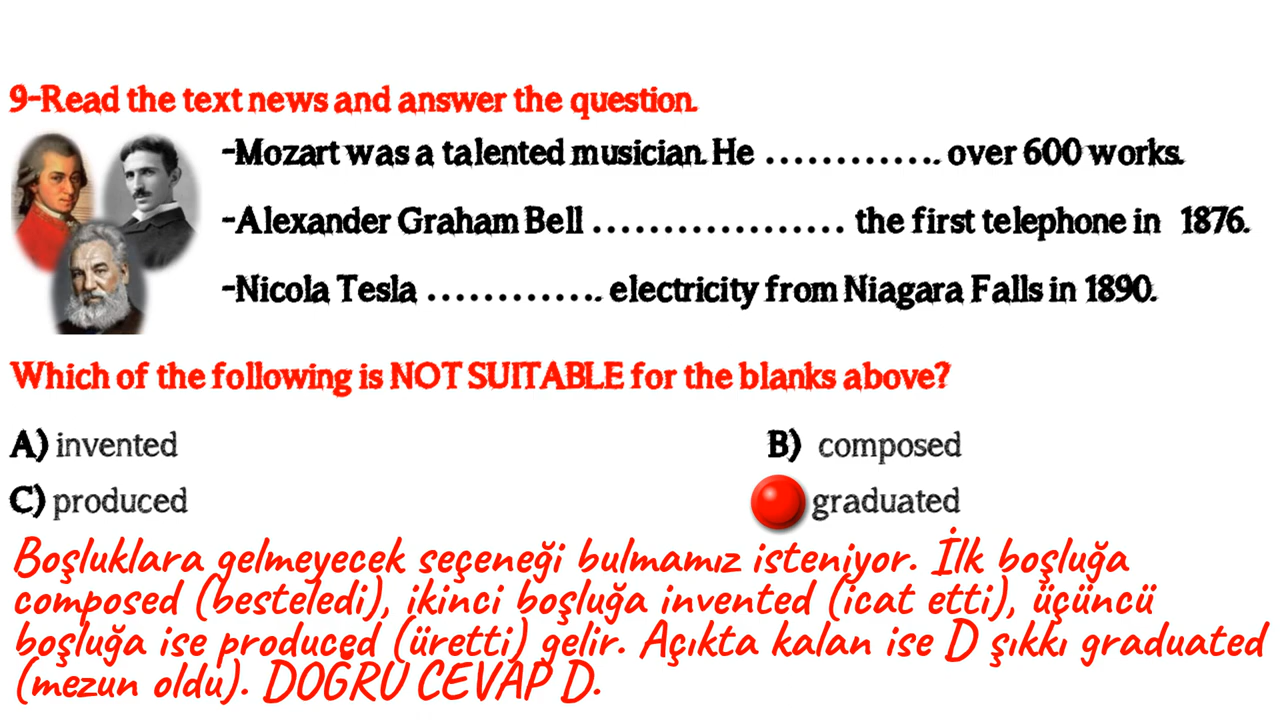 9-Read the text news and answer the question.
-Mozart was a talented musician. He ............. over 600 works.
-Alexander Graham Bell .................. the first telephone in 1876.
-Nicola Tesla ............. electricity from Niagara Falls in 1890.
Which of the following is NOT SUITABLE for the blanks above?
A) invented B) composed
C) produced graduated
Boşluklara gelmeyecek seçeneği bulmamız isteniyor. İlk boşluğa
composed (besteledi), ikinci boşluğa invented (icat etti), üçüncü
boşluğa ise produced (üretti) gelir. Açıkta kalan ise D şıkkı graduated
(mezun oldu). DOĞRU CEVAP D.